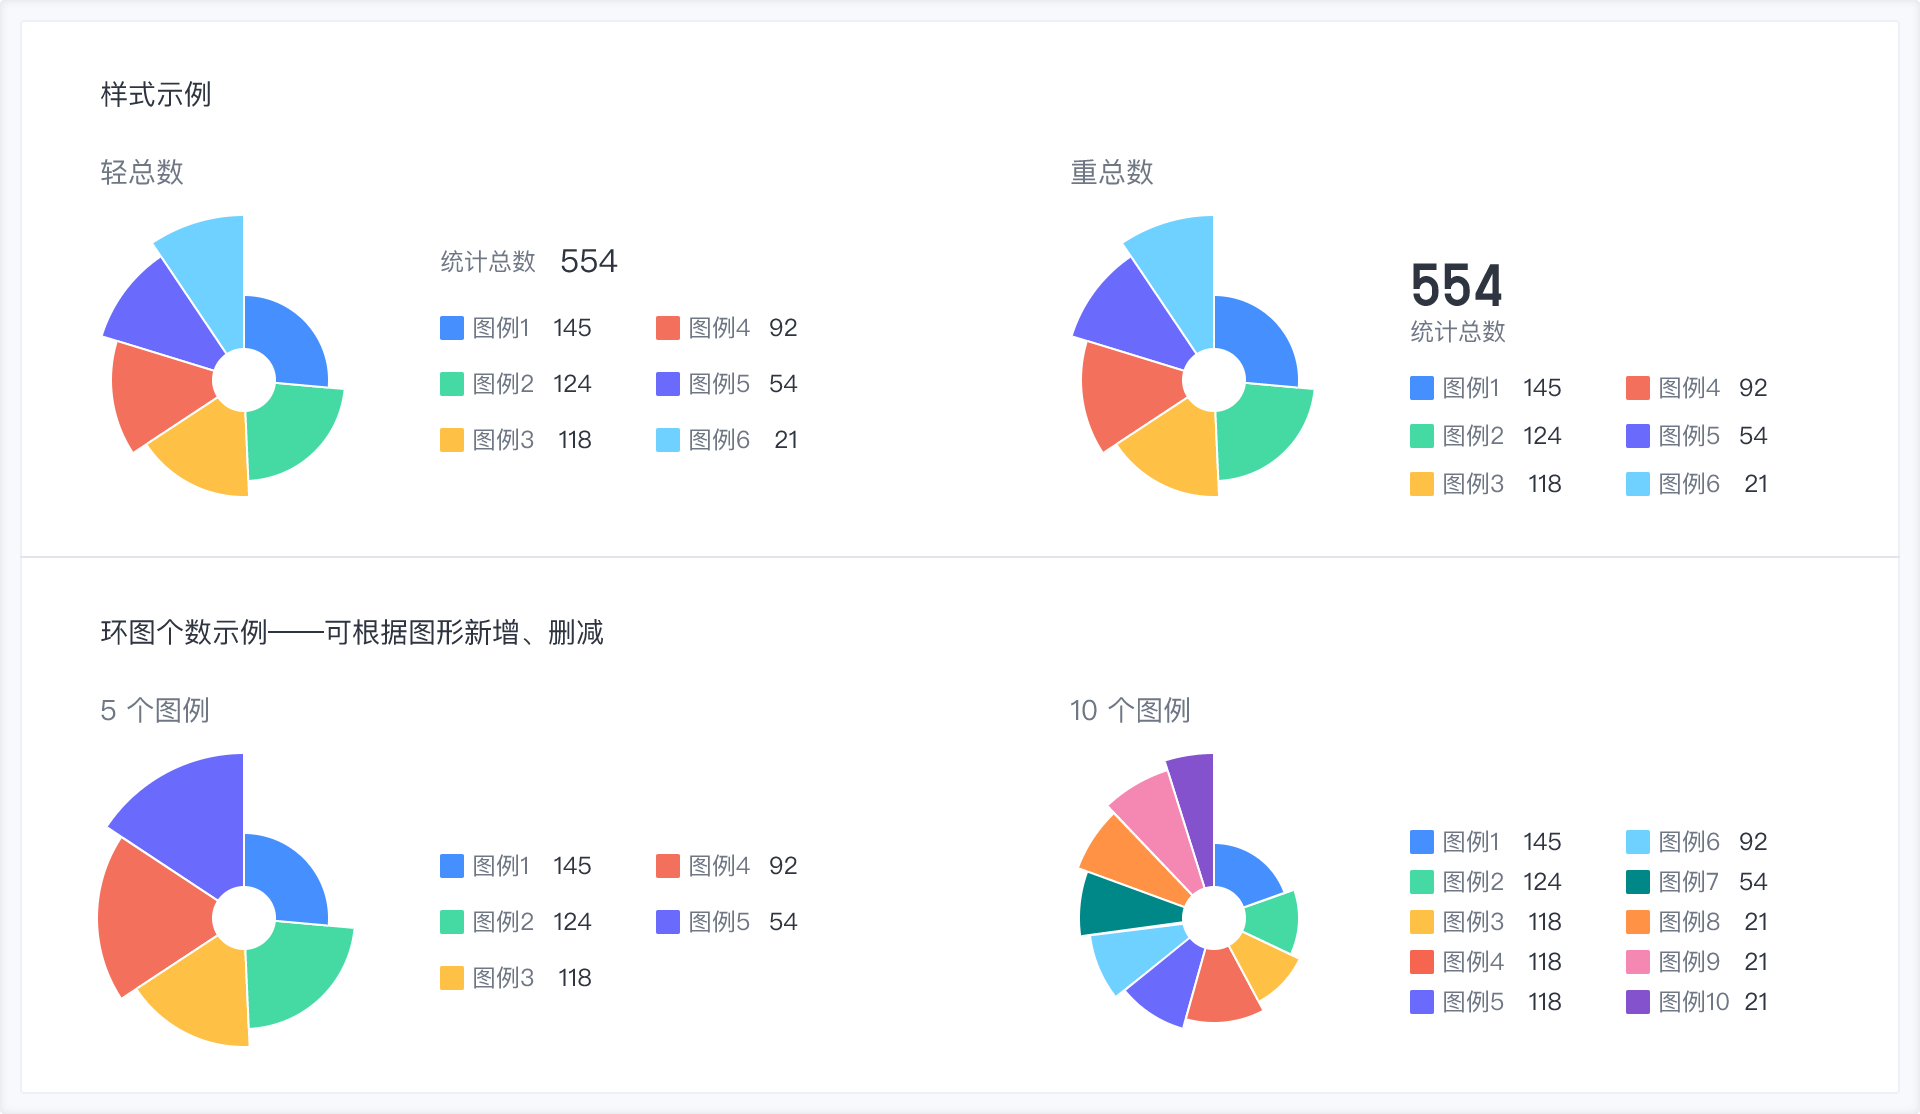 样式示例
轻总数
统计总数 554
图例1 145 图例4 92
图例2 124 图例5 54
图例3 118 图例6 21
重总数
554
统计总数
图例1 145 图例4 92
图例2 124 图例5 54
图例3 118 图例6 21
环图个数示例——可根据图形新增、删减
5 个图例
图例1 145 图例4 92
图例2 124 图例5 54
图例3 118
10 个图例
图例1 145 图例6 92
图例2 124 图例7 54
图例3 118 图例8 21
图例4 118 图例9 21
图例5 118 图例10 21